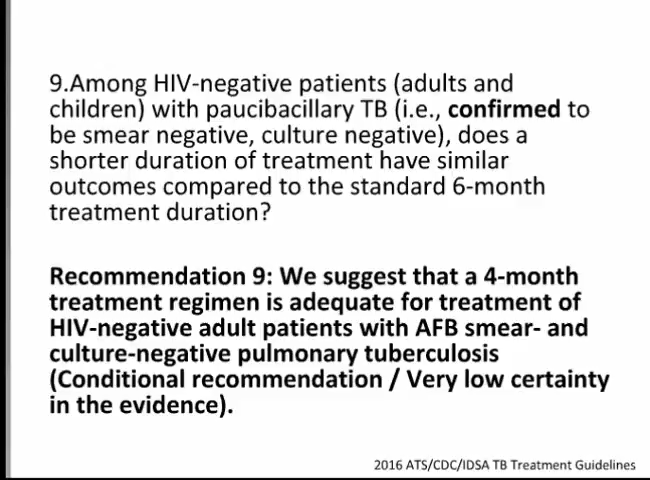 9.Among HIV-negative patients (adults and
children) with paucibacillary TB (i.e., confirmed to
be smear negative, culture negative), does a
shorter duration of treatment have similar
outcomes compared to the standard 6-month
treatment duration?
Recommendation 9: We suggest that a 4-month
treatment regimen is adequate for treatment of
HIV-negative adult patients with AFB smear- and
culture-negative pulmonary tuberculosis
(Conditional recommendation / Very low certainty
in the evidence).
2016 ATS/CDC/IDSA TB Treatment Guidelines